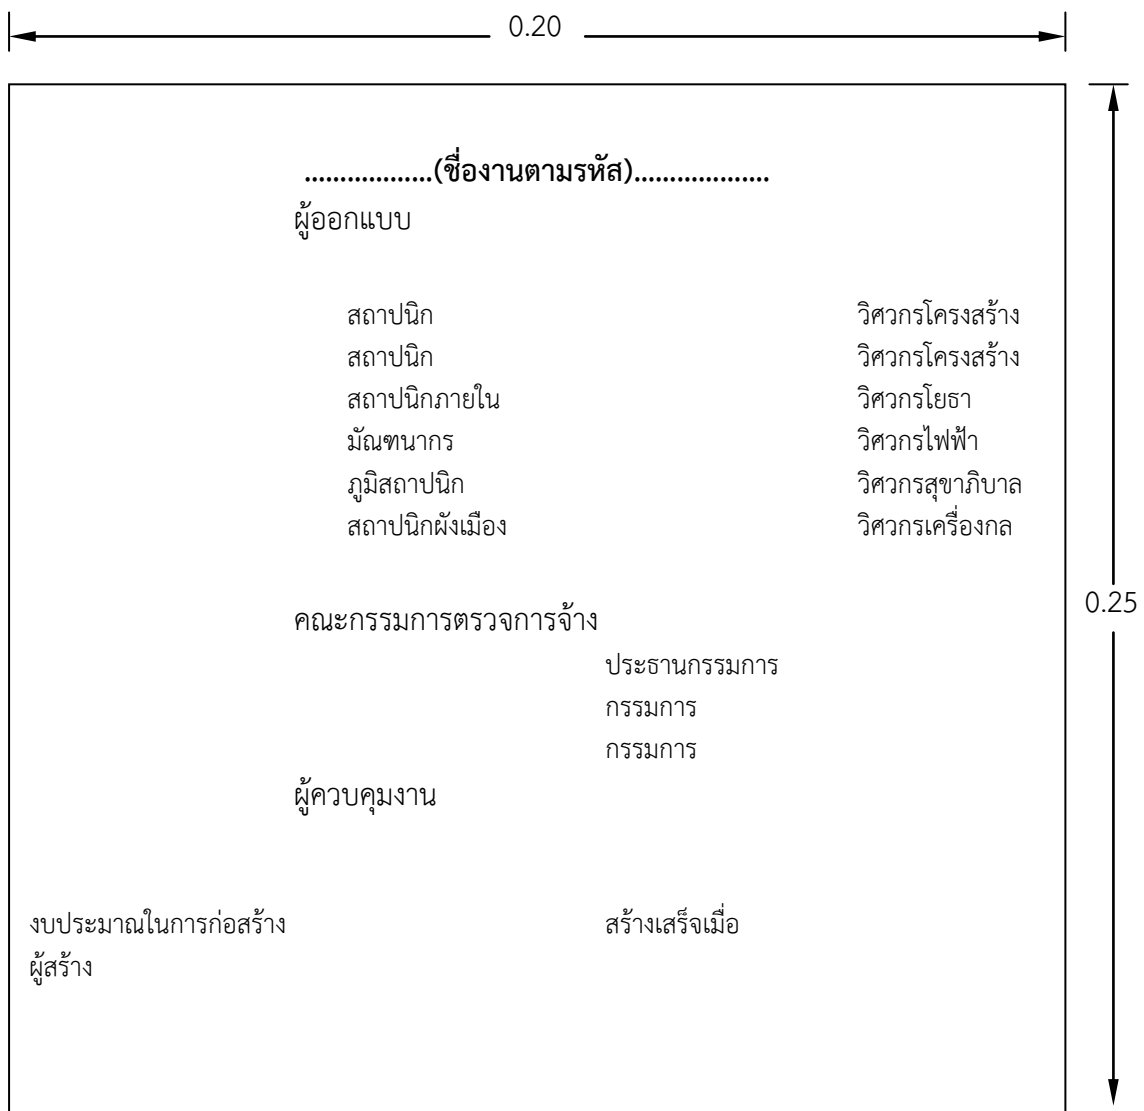 0.20
..................(ชื่องานตามรหัส)...................
ผู้ออกแบบ
สถาปนิก วิศวกรโครงสร้าง
สถาปนิก วิศวกรโครงสร้าง
สถาปนิกภายใน วิศวกรโยธา
มัณฑนากร วิศวกรไฟฟ้า
ภูมิสถาปนิก วิศวกรสุขาภิบาล
สถาปนิกผังเมือง วิศวกรเครื่องกล
0.25
คณะกรรมการตรวจการจ้าง
ประธานกรรมการ
กรรมการ
กรรมการ
ผู้ควบคุมงาน
งบประมาณในการก่อสร้าง สร้างเสร็จเมื่อ
ผู้สร้าง